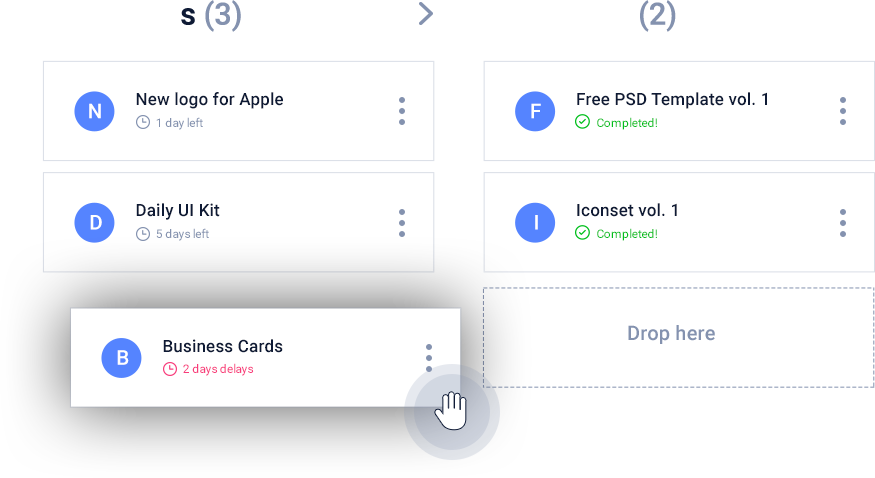 s (3)
(2)
N
New logo for Apple
1 day left
D
Daily UI Kit
5 days left
B
Business Cards
2 days delays
F
Free PSD Template vol. 1
Completed!
I
Iconset vol. 1
Completed!
Drop here